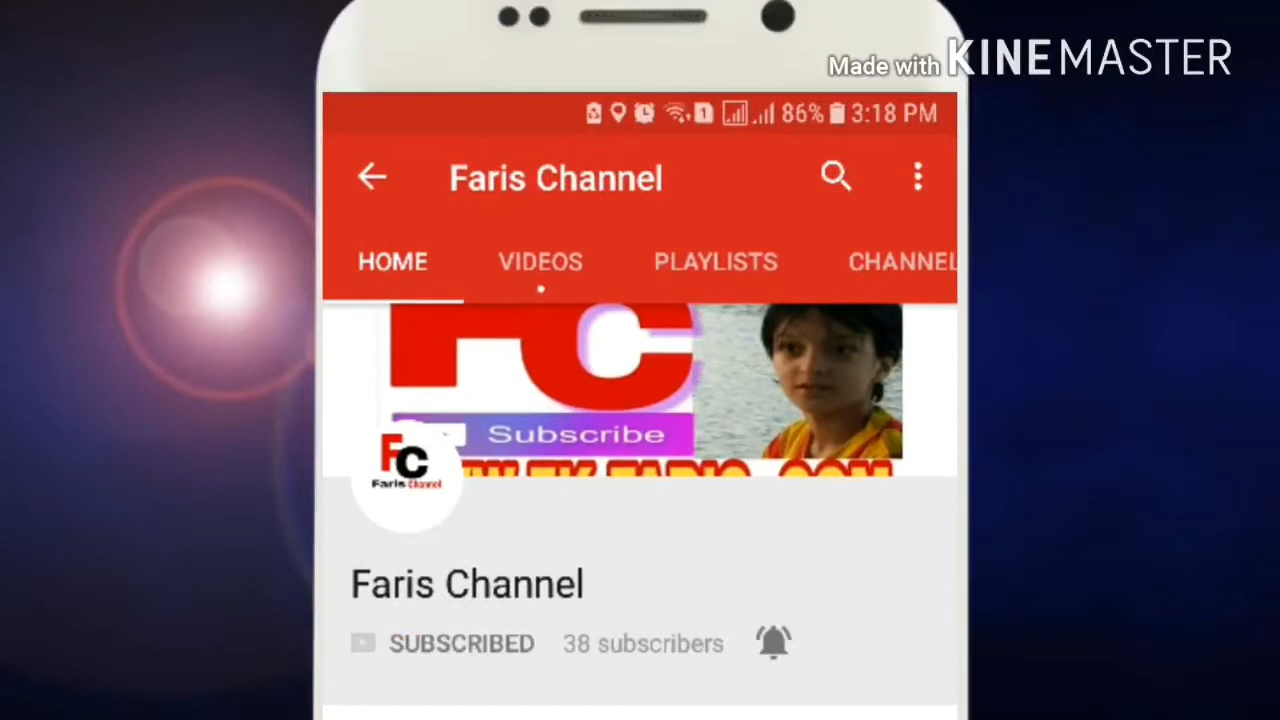 Made with KINEMASTER
1 86% 3:18 PM
Faris Channel
HOME VIDEOS PLAYLISTS CHANNEL
FC
Subscribe
FC
Faris Channel
Faris Channel
SUBSCRIBED 38 subscribers